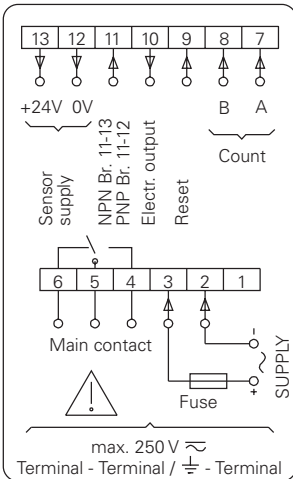 13 12 11 10 9 8 7
+24V 0V
B A
Count
Sensor
supply
NPN Br. 11-13
PNP Br. 11-12
Electr. output
Reset
6 5 4 3 2 1
Main contact
Fuse
-
~
+
SUPPLY
!
max. 250 V ⏦
Terminal - Terminal / ⏚ - Terminal